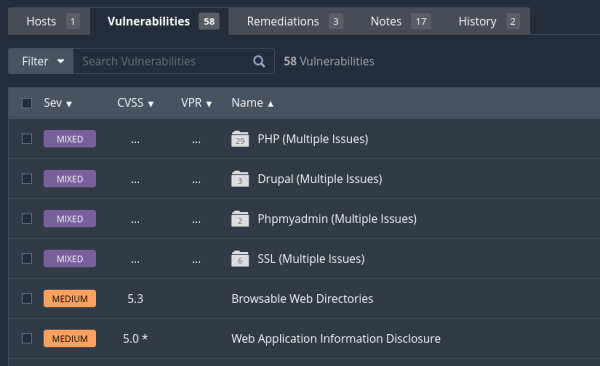 Hosts 1 Vulnerabilities 58 Remediations 3 Notes 17 History 2
Filter Search Vulnerabilities 58 Vulnerabilities
Sev CVSS VPR Name
MIXED ... ... 29 PHP (Multiple Issues)
MIXED ... ... 3 Drupal (Multiple Issues)
MIXED ... ... 2 Phpmyadmin (Multiple Issues)
MIXED ... ... 6 SSL (Multiple Issues)
MEDIUM 5.3 Browsable Web Directories
MEDIUM 5.0 * Web Application Information Disclosure